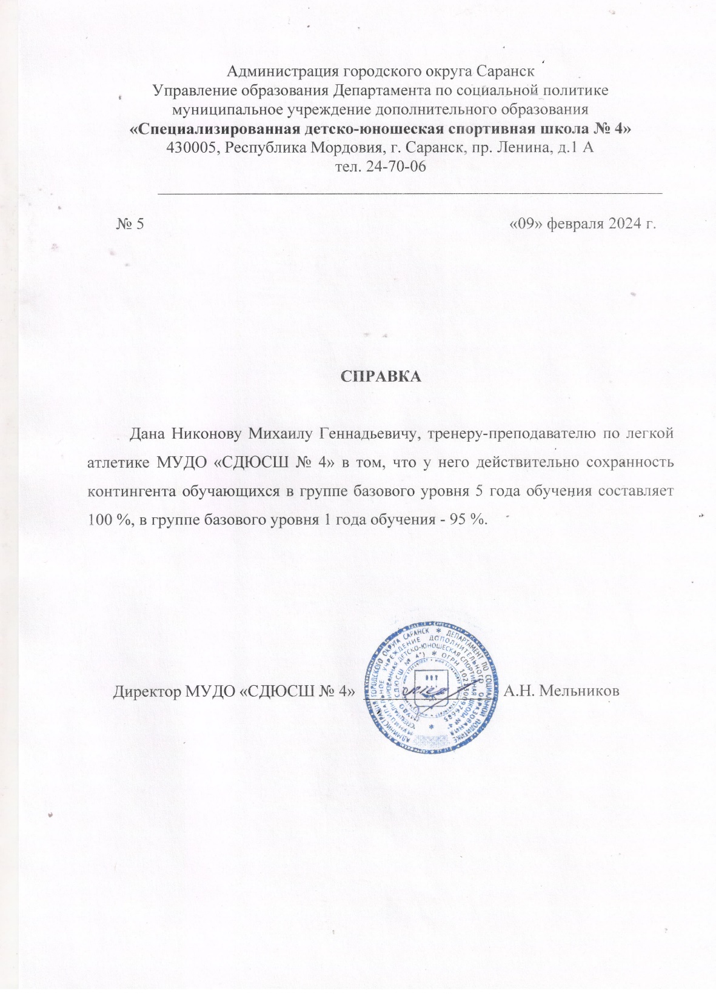 Администрация городского округа Саранск
Управление образования Департамента по социальной политике
муниципальное учреждение дополнительного образования
«Специализированная детско-юношеская спортивная школа № 4»
430005, Республика Мордовия, г. Саранск, пр. Ленина, д.1 А
тел. 24-70-06
№ 5 «09» февраля 2024 г.
СПРАВКА
Дана Никонову Михаилу Геннадьевичу, тренеру-преподавателю по легкой
атлетике МУДО «СДЮСШ № 4» в том, что у него действительно сохранность
контингента обучающихся в группе базового уровня 5 года обучения составляет
100 %, в группе базового уровня 1 года обучения - 95 %.
Директор МУДО «СДЮСШ № 4» А.Н. Мельников
АДМИНИСТРАЦИЯ ГОРОДСКОГО ОКРУГА САРАНСК * ДЕПАРТАМЕНТ ПО СОЦИАЛЬНОЙ ПОЛИТИКЕ
МУНИЦИПАЛЬНОЕ УЧРЕЖДЕНИЕ ДОПОЛНИТЕЛЬНОГО ОБРАЗОВАНИЯ
СПЕЦИАЛИЗИРОВАННАЯ ДЕТСКО-ЮНОШЕСКАЯ СПОРТИВНАЯ ШКОЛА № 4
(МУДО СДЮСШ № 4") * ОГРН